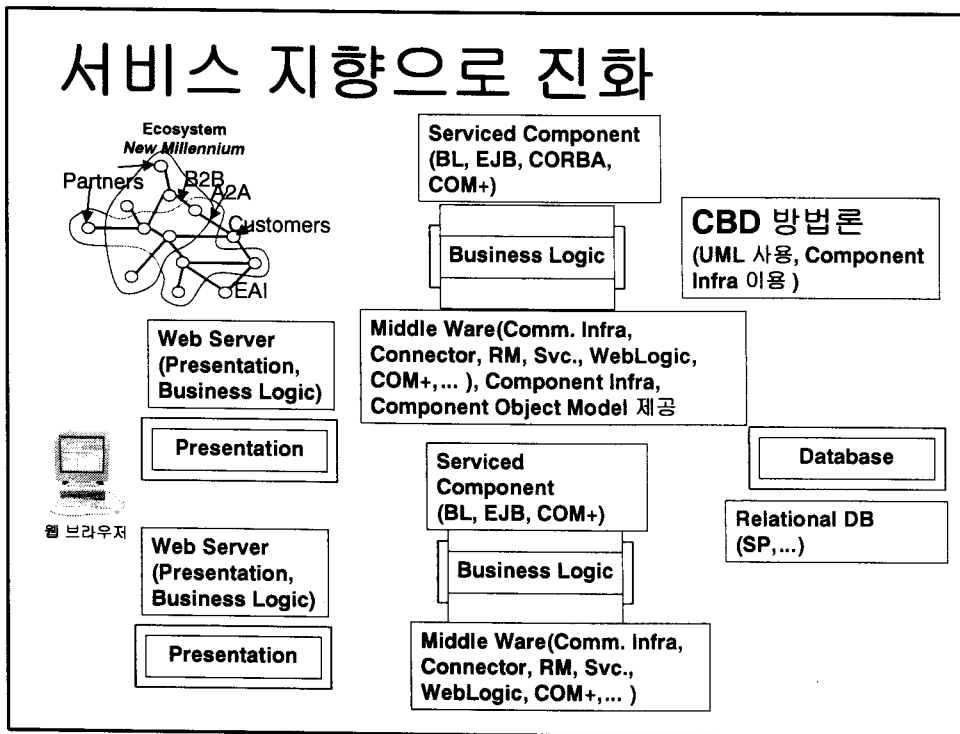 서비스 지향으로 진화
Ecosystem
New Millennium
Partners
B2B
A2A
Customers
EAI
Serviced Component
(BL, EJB, CORBA,
COM+)
Business Logic
CBD 방법론
(UML 사용, Component
Infra 이용 )
Web Server
(Presentation,
Business Logic)
Middle Ware(Comm. Infra,
Connector, RM, Svc., WebLogic,
COM+,... ), Component Infra,
Component Object Model 제공
Presentation
웹 브라우저
Serviced
Component
(BL, EJB, COM+)
Database
Relational DB
(SP,...)
Web Server
(Presentation,
Business Logic)
Business Logic
Presentation
Middle Ware(Comm. Infra,
Connector, RM, Svc.,
WebLogic, COM+,... )